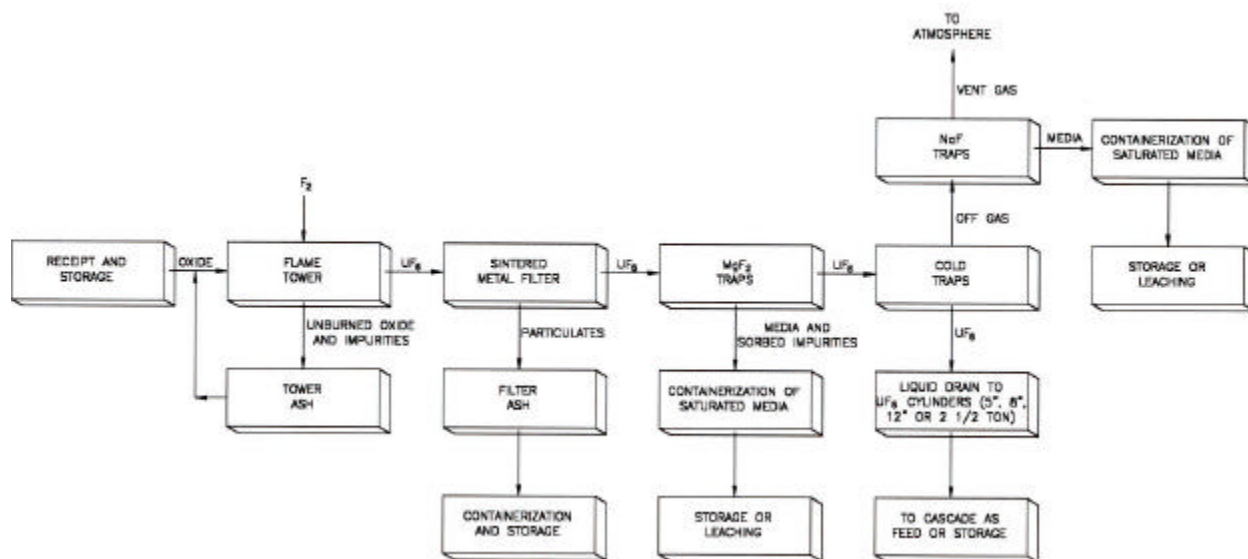 TO
ATMOSPHERE
VENT GAS
NaF
TRAPS
MEDIA
CONTAINERIZATION OF
SATURATED MEDIA
F₂
OFF GAS
RECEIPT AND
STORAGE
OXIDE
FLAME
TOWER
UF₆
SINTERED
METAL FILTER
UF₆
MgF₂
TRAPS
UF₆
COLD
TRAPS
STORAGE OR
LEACHING
UNBURNED OXIDE
AND IMPURITIES
PARTICULATES
MEDIA AND
SORBED IMPURITIES
UF₆
TOWER
ASH
FILTER
ASH
CONTAINERIZATION OF
SATURATED MEDIA
LIQUID DRAIN TO
UF₆ CYLINDERS (5", 8",
12" OR 2 1/2 TON)
CONTAINERIZATION
AND STORAGE
STORAGE OR
LEACHING
TO CASCADE AS
FEED OR STORAGE